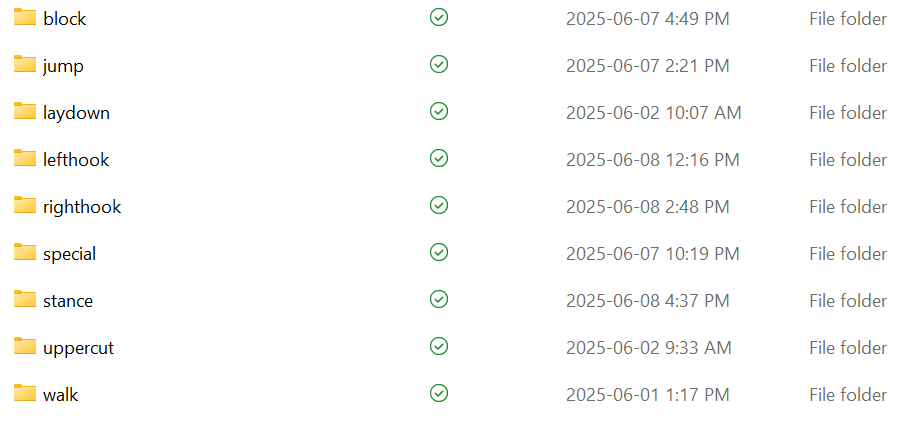 block 2025-06-07 4:49 PM File folder
jump 2025-06-07 2:21 PM File folder
laydown 2025-06-02 10:07 AM File folder
lefthook 2025-06-08 12:16 PM File folder
righthook 2025-06-08 2:48 PM File folder
special 2025-06-07 10:19 PM File folder
stance 2025-06-08 4:37 PM File folder
uppercut 2025-06-02 9:33 AM File folder
walk 2025-06-01 1:17 PM File folder